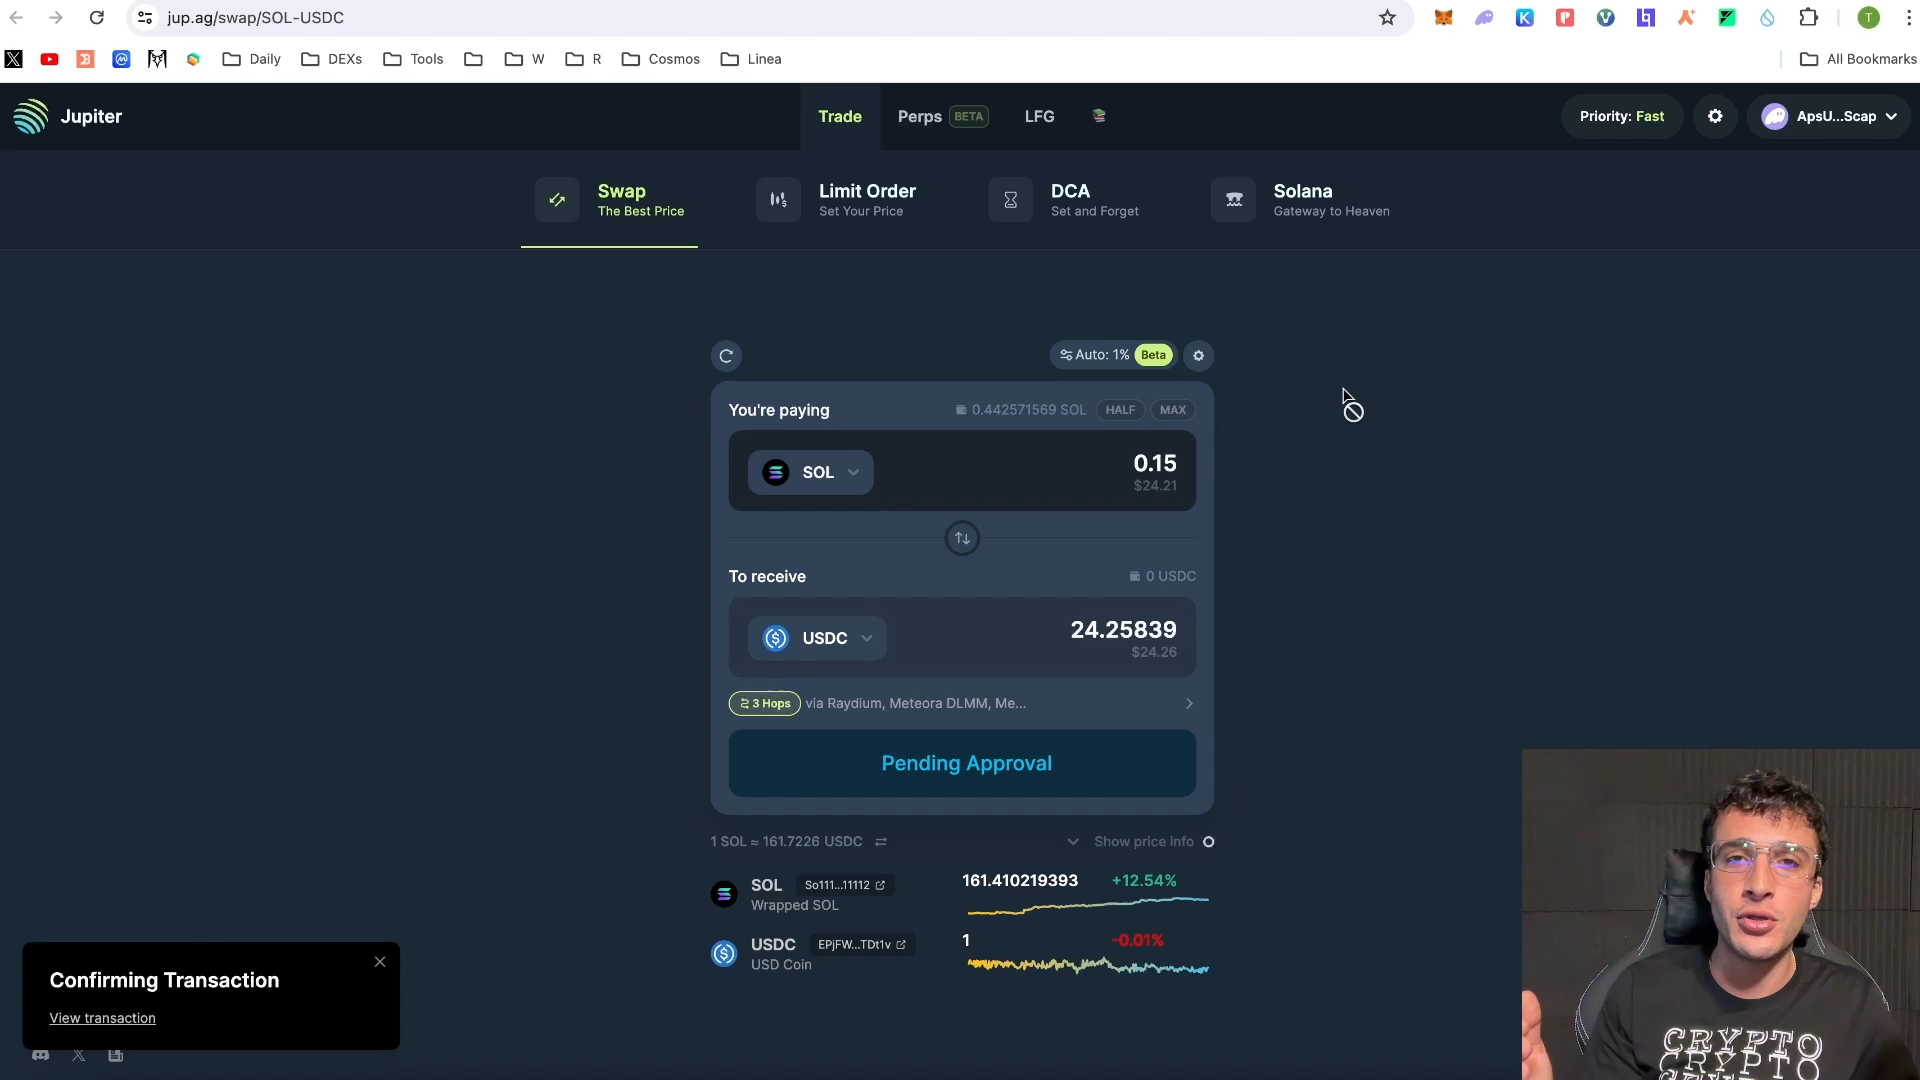 jup.ag/swap/SOL-USDC
T
Daily
DEXs
Tools
W
R
Cosmos
Linea
All Bookmarks
Jupiter
Trade
Perps BETA
LFG
Priority: Fast
ApsU...Scap
Swap
The Best Price
Limit Order
Set Your Price
DCA
Set and Forget
Solana
Gateway to Heaven
Auto: 1% Beta
You're paying
0.442571569 SOL
HALF
MAX
SOL
0.15
$24.21
To receive
0 USDC
USDC
24.25839
$24.26
3 Hops
via Raydium, Meteora DLMM, Me...
Pending Approval
1 SOL ≈ 161.7226 USDC
Show price info
SOL
So111...11112
161.410219393
+12.54%
Wrapped SOL
USDC
EPjFW...TDt1v
1
-0.01%
USD Coin
Confirming Transaction
View transaction
CRYPTO
CRYPTO